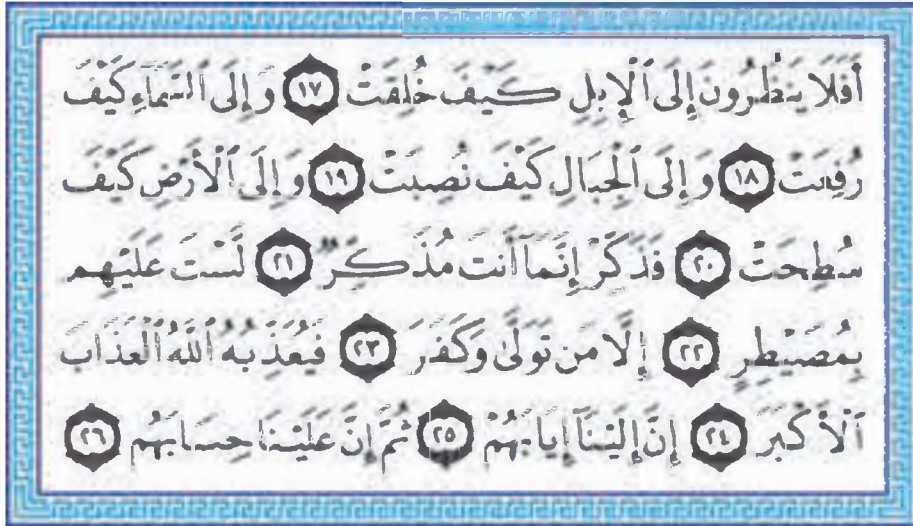 أَفَلَا يَنظُرُونَ إِلَى ٱلْإِبِلِ كَيْفَ خُلِقَتْ ١٧ وَإِلَى ٱلسَّمَآءِ كَيْفَ
رُفِعَتْ ١٨ وَإِلَى ٱلْجِبَالِ كَيْفَ نُصِبَتْ ١٩ وَإِلَى ٱلْأَرْضِ كَيْفَ
سُطِحَتْ ٢٠ فَذَكِّرْ إِنَّمَآ أَنتَ مُذَكِّرٌ ٢١ لَّسْتَ عَلَيْهِم
بِمُصَيْطِرٍ ٢٢ إِلَّا مَن تَوَلَّىٰ وَكَفَرَ ٢٣ فَيُعَذِّبُهُ ٱللَّهُ ٱلْعَذَابَ
ٱلْأَكْبَرَ ٢٤ إِنَّ إِلَيْنَآ إِيَابَهُمْ ٢٥ ثُمَّ إِنَّ عَلَيْنَا حِسَابَهُم ٢٦